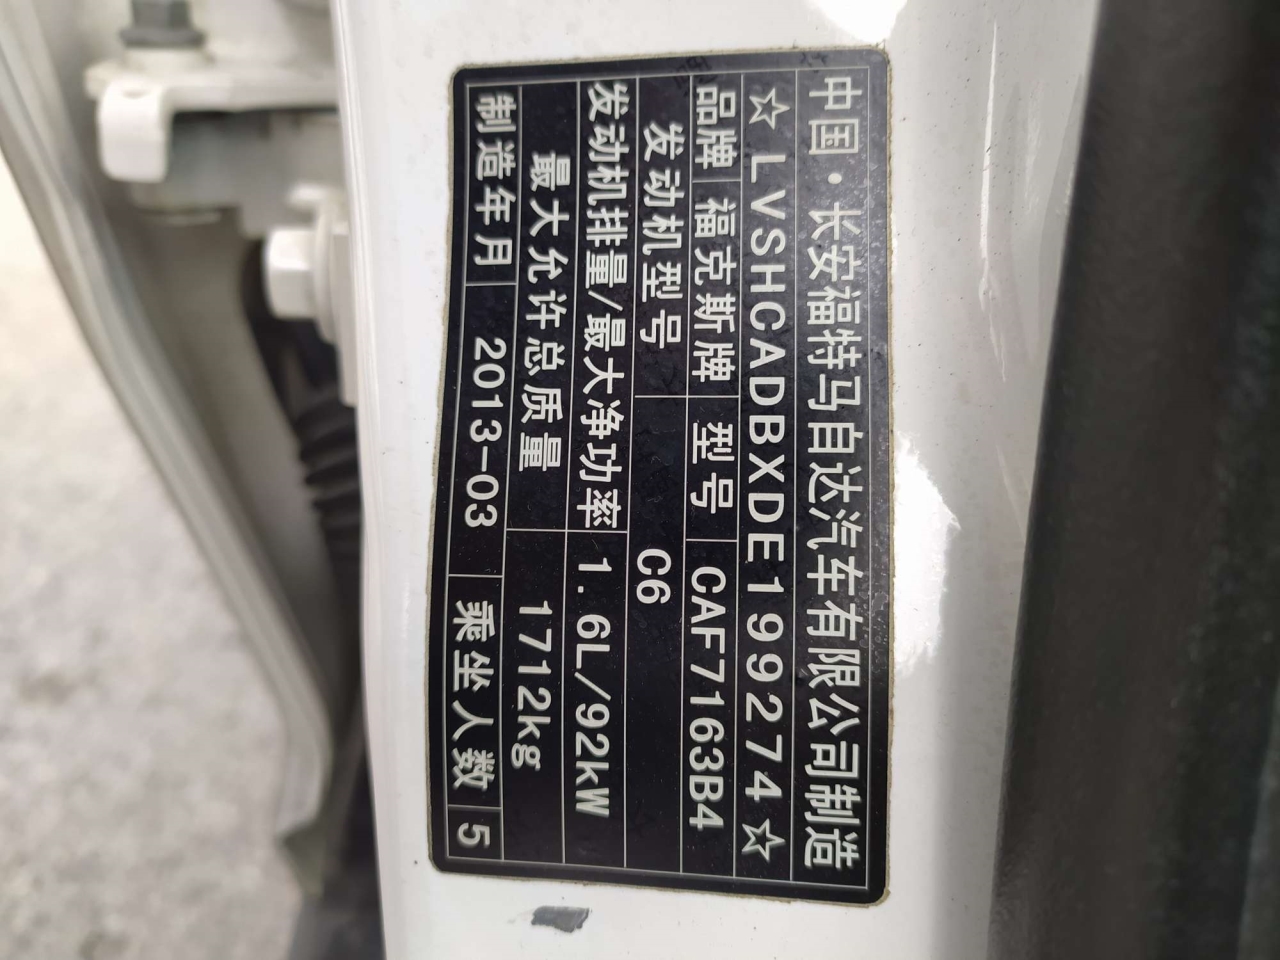 中国·长安福特马自达汽车有限公司制造
☆LVSHCADBXDE199274☆
品牌 福克斯牌 型号 CAF7163B4
发动机型号 C6
发动机排量/最大净功率 1.6L/92kW
最大允许总质量 1712kg
制造年月 2013-03 乘坐人数 5